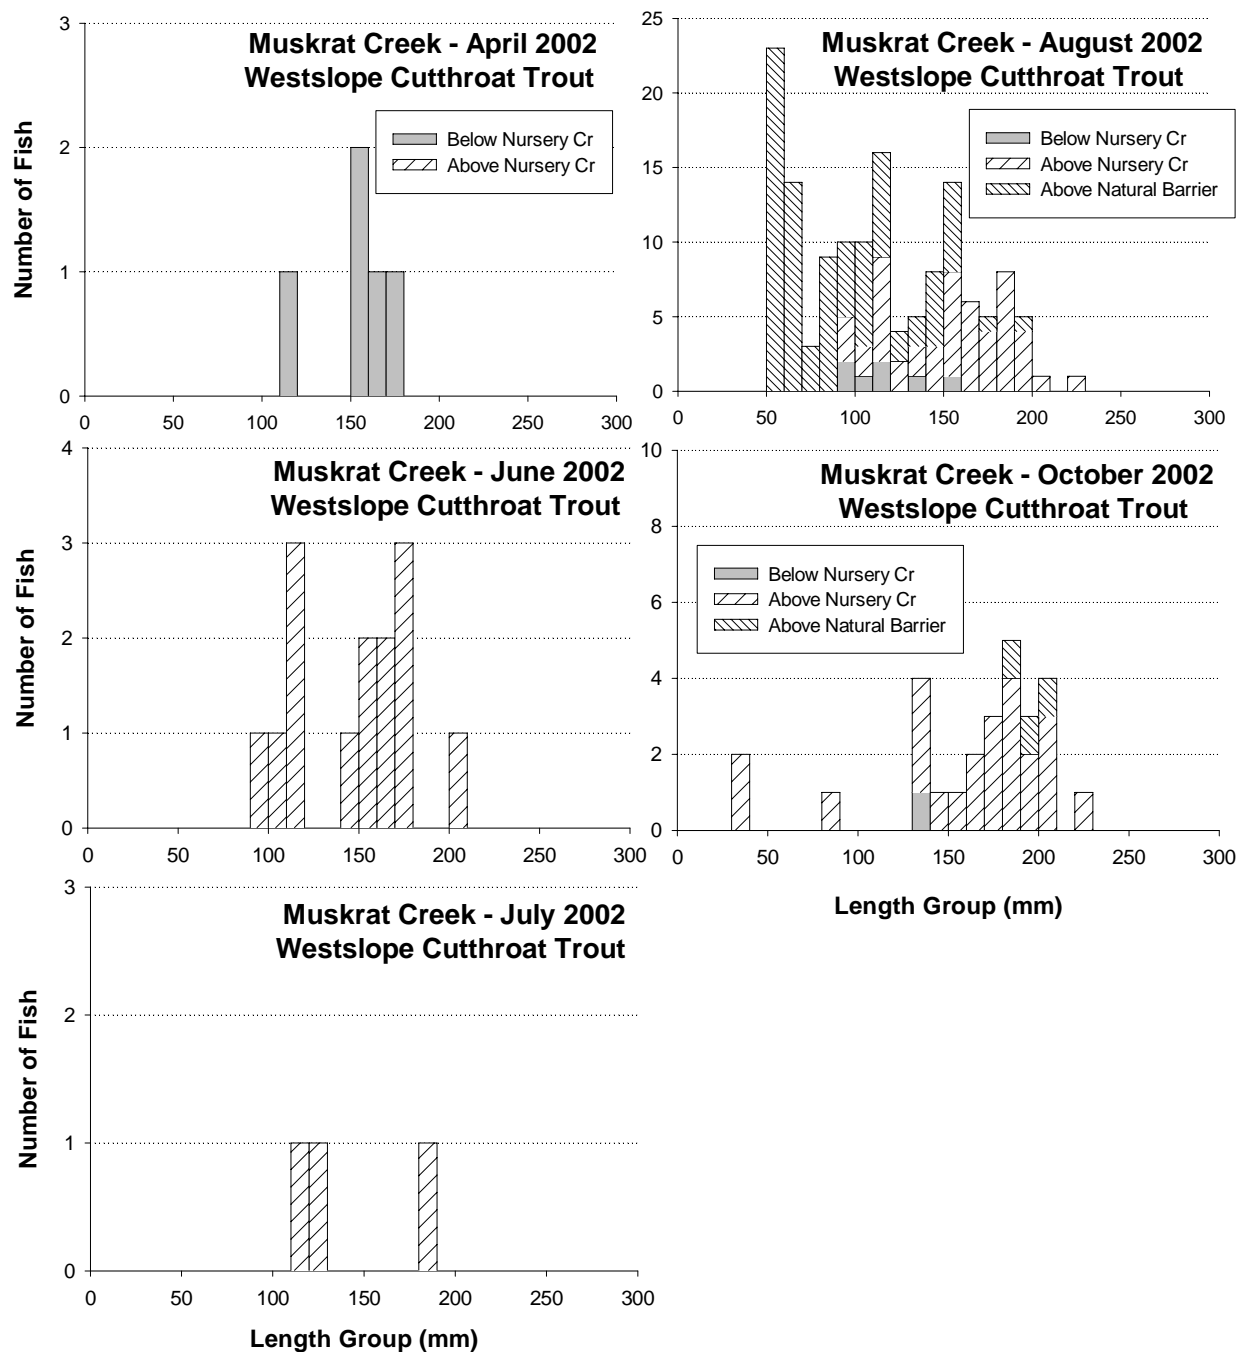 Muskrat Creek - April 2002
Westslope Cutthroat Trout
Number of Fish
3
2
1
0
Below Nursery Cr
Above Nursery Cr
0 50 100 150 200 250 300
Muskrat Creek - August 2002
Westslope Cutthroat Trout
25
20
15
10
5
0
Below Nursery Cr
Above Nursery Cr
Above Natural Barrier
0 50 100 150 200 250 300
Muskrat Creek - June 2002
Westslope Cutthroat Trout
Number of Fish
4
3
2
1
0
0 50 100 150 200 250 300
Muskrat Creek - October 2002
Westslope Cutthroat Trout
10
8
6
4
2
0
Below Nursery Cr
Above Nursery Cr
Above Natural Barrier
0 50 100 150 200 250 300
Length Group (mm)
Muskrat Creek - July 2002
Westslope Cutthroat Trout
Number of Fish
3
2
1
0
0 50 100 150 200 250 300
Length Group (mm)